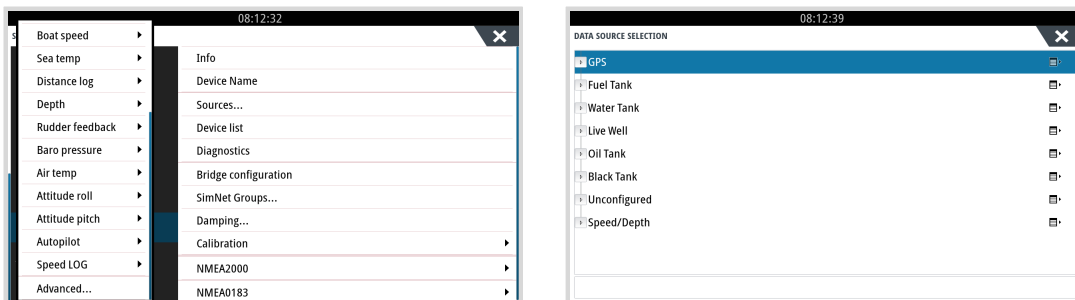 08:12:32
S
Boat speed
Sea temp
Distance log
Depth
Rudder feedback
Baro pressure
Air temp
Attitude roll
Attitude pitch
Autopilot
Speed LOG
Advanced...
Info
Device Name
Sources...
Device list
Diagnostics
Bridge configuration
SimNet Groups...
Damping...
Calibration
NMEA2000
NMEA0183
08:12:39
DATA SOURCE SELECTION
GPS
Fuel Tank
Water Tank
Live Well
Oil Tank
Black Tank
Unconfigured
Speed/Depth